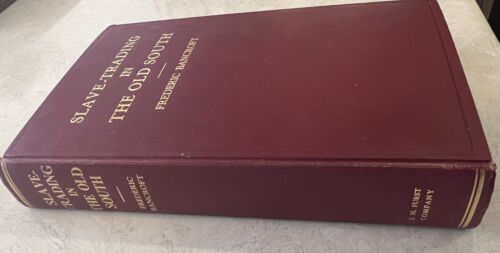 SLAVE-TRADING
IN
THE OLD SOUTH
FREDERIC BANCROFT
SLAVE-
TRADING
IN
THE OLD
SOUTH
FREDERIC
BANCROFT
J. H. FURST
COMPANY